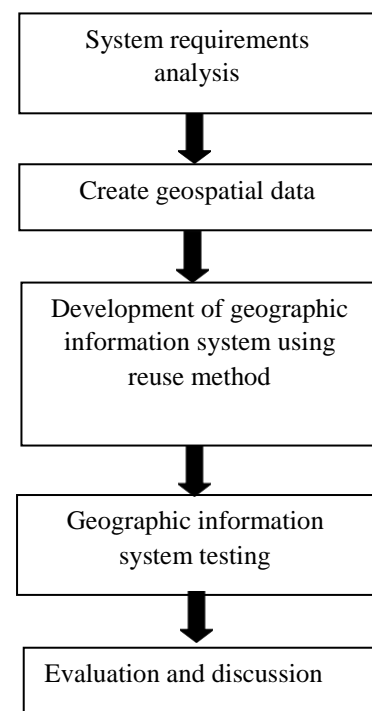 System requirements
analysis
Create geospatial data
Development of geographic
information system using
reuse method
Geographic information
system testing
Evaluation and discussion